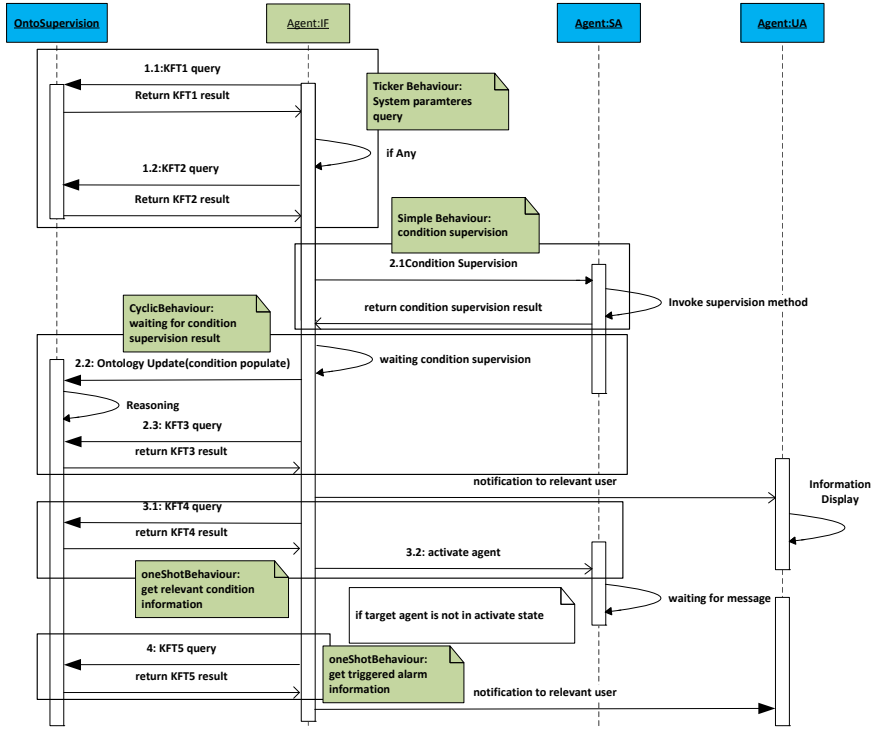 OntoSupervision
Agent:IF
Agent:SA
Agent:UA
1.1:KFT1 query
Return KFT1 result
Ticker Behaviour:
System paramteres
query
if Any
1.2:KFT2 query
Return KFT2 result
Simple Behaviour:
condition supervision
2.1Condition Supervision
Invoke supervision method
return condition supervision result
CyclicBehaviour:
waiting for condition
supervision result
waiting condition supervision
2.2: Ontology Update(condition populate)
Reasoning
2.3: KFT3 query
return KFT3 result
notification to relevant user
Information
Display
3.1: KFT4 query
return KFT4 result
3.2: activate agent
oneShotBehaviour:
get relevant condition
information
waiting for message
if target agent is not in activate state
4: KFT5 query
return KFT5 result
oneShotBehaviour:
get triggered alarm
information
notification to relevant user